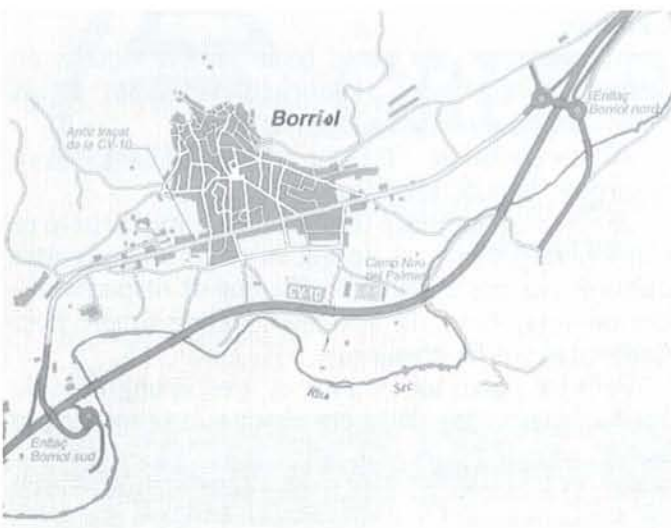 Borriol
Antic traçat
de la CV-10
Enllaç
Borriol nord
Camp Nou
del Palmar
CV-10
Riu Sec
Enllaç
Borriol sud